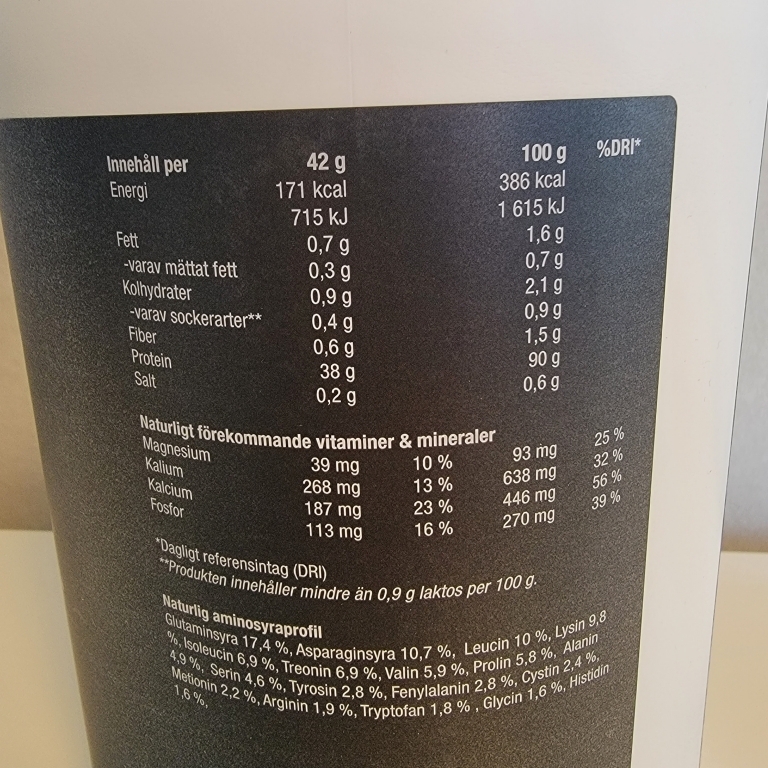 Innehåll per 42 g 100 g %DRI*
Energi 171 kcal 386 kcal
715 kJ 1 615 kJ
Fett 0,7 g 1,6 g
-varav mättat fett 0,3 g 0,7 g
Kolhydrater 0,9 g 2,1 g
-varav sockerarter** 0,4 g 0,9 g
Fiber 0,6 g 1,5 g
Protein 38 g 90 g
Salt 0,2 g 0,6 g
Naturligt förekommande vitaminer & mineraler
Magnesium 39 mg 10 % 93 mg 25 %
Kalium 268 mg 13 % 638 mg 32 %
Kalcium 187 mg 23 % 446 mg 56 %
Fosfor 113 mg 16 % 270 mg 39 %
*Dagligt referensintag (DRI)
**Produkten innehåller mindre än 0,9 g laktos per 100 g.
Naturlig aminosyraprofil
Glutaminsyra 17,4 %, Asparaginsyra 10,7 %, Leucin 10 %, Lysin 9,8
%, Isoleucin 6,9 %, Treonin 6,9 %, Valin 5,9 %, Prolin 5,8 %, Alanin
4,9 %, Serin 4,6 %, Tyrosin 2,8 %, Fenylalanin 2,8 %, Cystin 2,4 %,
Metionin 2,2 %, Arginin 1,9 %, Tryptofan 1,8 % , Glycin 1,6 %, Histidin
1,6 %,